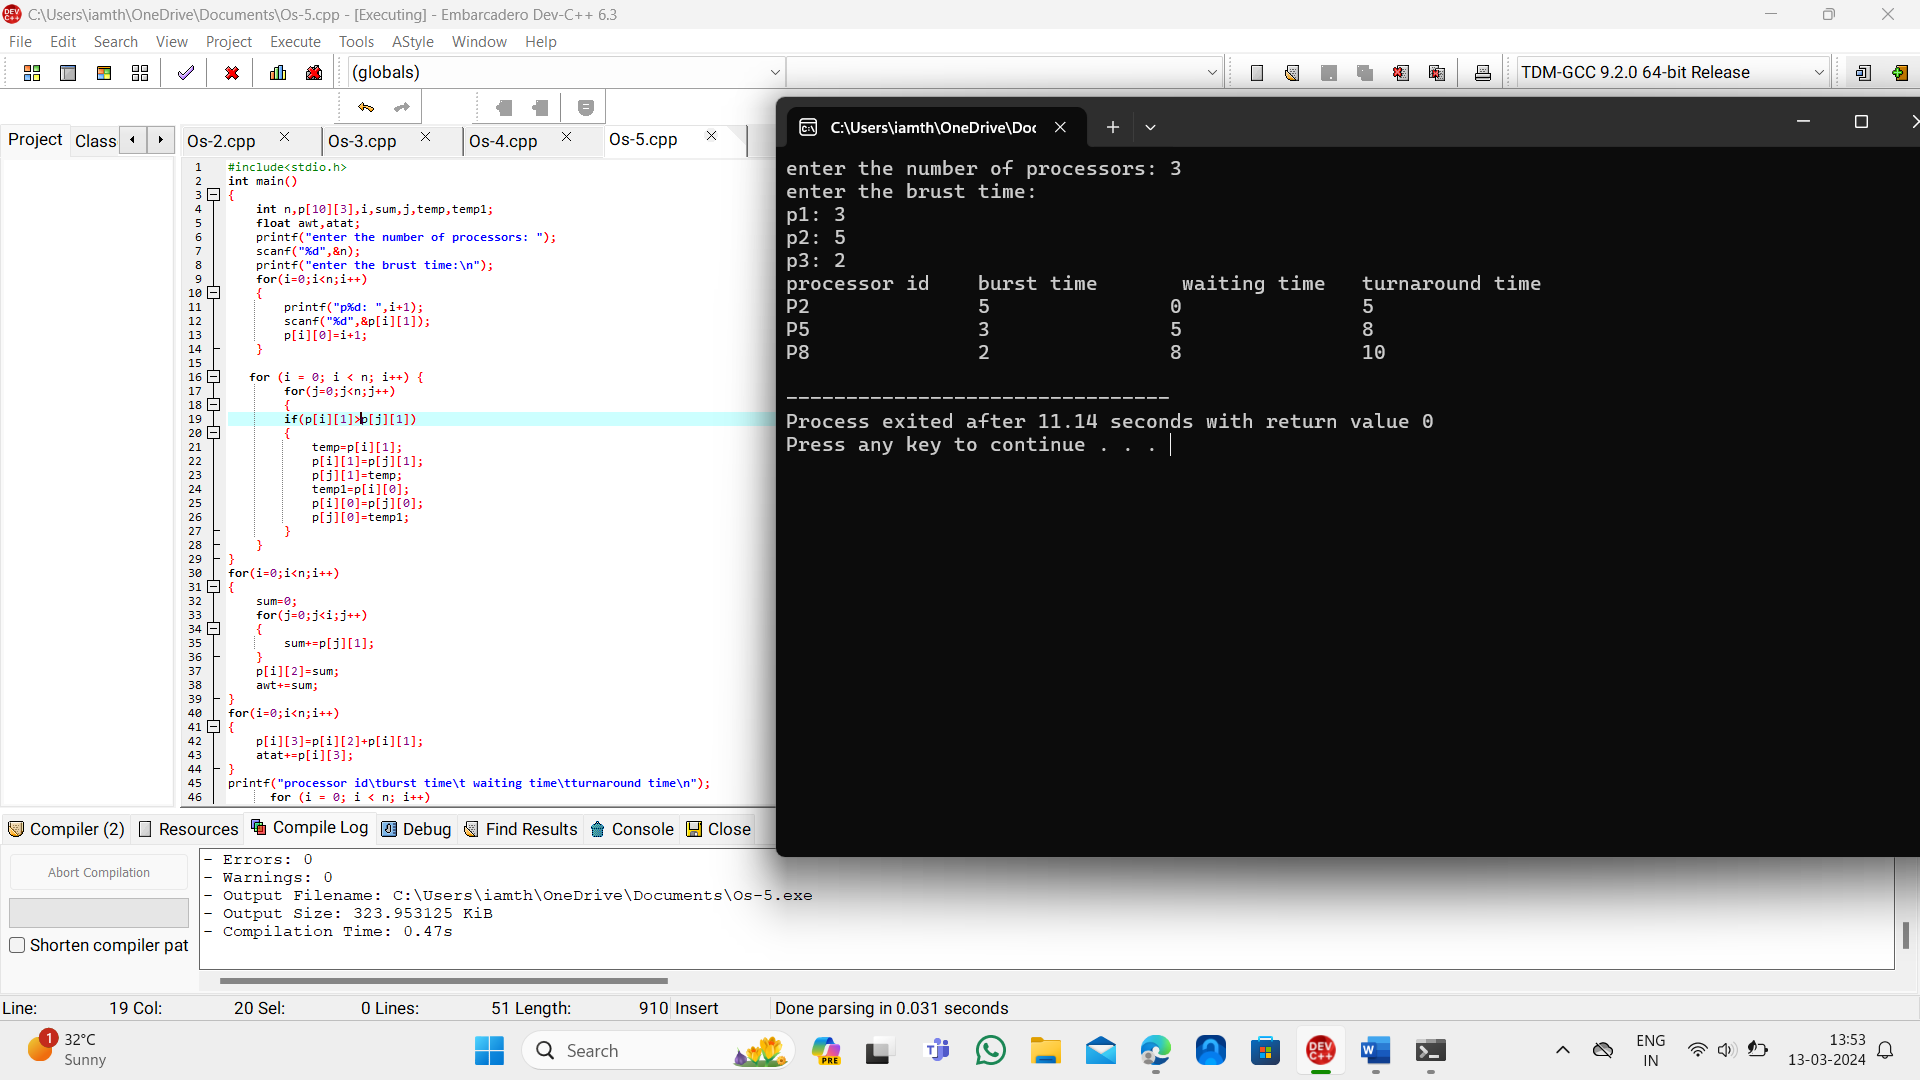 C:\Users\iamth\OneDrive\Documents\Os-5.cpp - [Executing] - Embarcadero Dev-C++ 6.3
File Edit Search View Project Execute Tools AStyle Window Help
(globals)
TDM-GCC 9.2.0 64-bit Release
Project Class
Os-2.cpp Os-3.cpp Os-4.cpp Os-5.cpp
1 #include<stdio.h>
2 int main()
3 {
4 int n,p[10][3],i,sum,j,temp,temp1;
5 float awt,atat;
6 printf("enter the number of processors: ");
7 scanf("%d",&n);
8 printf("enter the brust time:\n");
9 for(i=0;i<n;i++)
10 {
11 printf("p%d: ",i+1);
12 scanf("%d",&p[i][1]);
13 p[i][0]=i+1;
14 }
15
16 for (i = 0; i < n; i++) {
17 for(j=0;j<n;j++)
18 {
19 if(p[i][1]>p[j][1])
20 {
21 temp=p[i][1];
22 p[i][1]=p[j][1];
23 p[j][1]=temp;
24 temp1=p[i][0];
25 p[i][0]=p[j][0];
26 p[j][0]=temp1;
27 }
28 }
29 }
30 for(i=0;i<n;i++)
31 {
32 sum=0;
33 for(j=0;j<i;j++)
34 {
35 sum+=p[j][1];
36 }
37 p[i][2]=sum;
38 awt+=sum;
39 }
40 for(i=0;i<n;i++)
41 {
42 p[i][3]=p[i][2]+p[i][1];
43 atat+=p[i][3];
44 }
45 printf("processor id\tburst time\t waiting time\tturnaround time\n");
46 for (i = 0; i < n; i++)
C:\Users\iamth\OneDrive\Doc
enter the number of processors: 3
enter the brust time:
p1: 3
p2: 5
p3: 2
processor id burst time waiting time turnaround time
P2 5 0 5
P5 3 5 8
P8 2 8 10
--------------------------------
Process exited after 11.14 seconds with return value 0
Press any key to continue . . .
Compiler (2) Resources Compile Log Debug Find Results Console Close
Abort Compilation
Shorten compiler pat
- Errors: 0
- Warnings: 0
- Output Filename: C:\Users\iamth\OneDrive\Documents\Os-5.exe
- Output Size: 323.953125 KiB
- Compilation Time: 0.47s
Line: 19 Col: 20 Sel: 0 Lines: 51 Length: 910 Insert Done parsing in 0.031 seconds
1
32°C
Sunny
Search
PRE
DEV C++
ENG
IN
13:53
13-03-2024